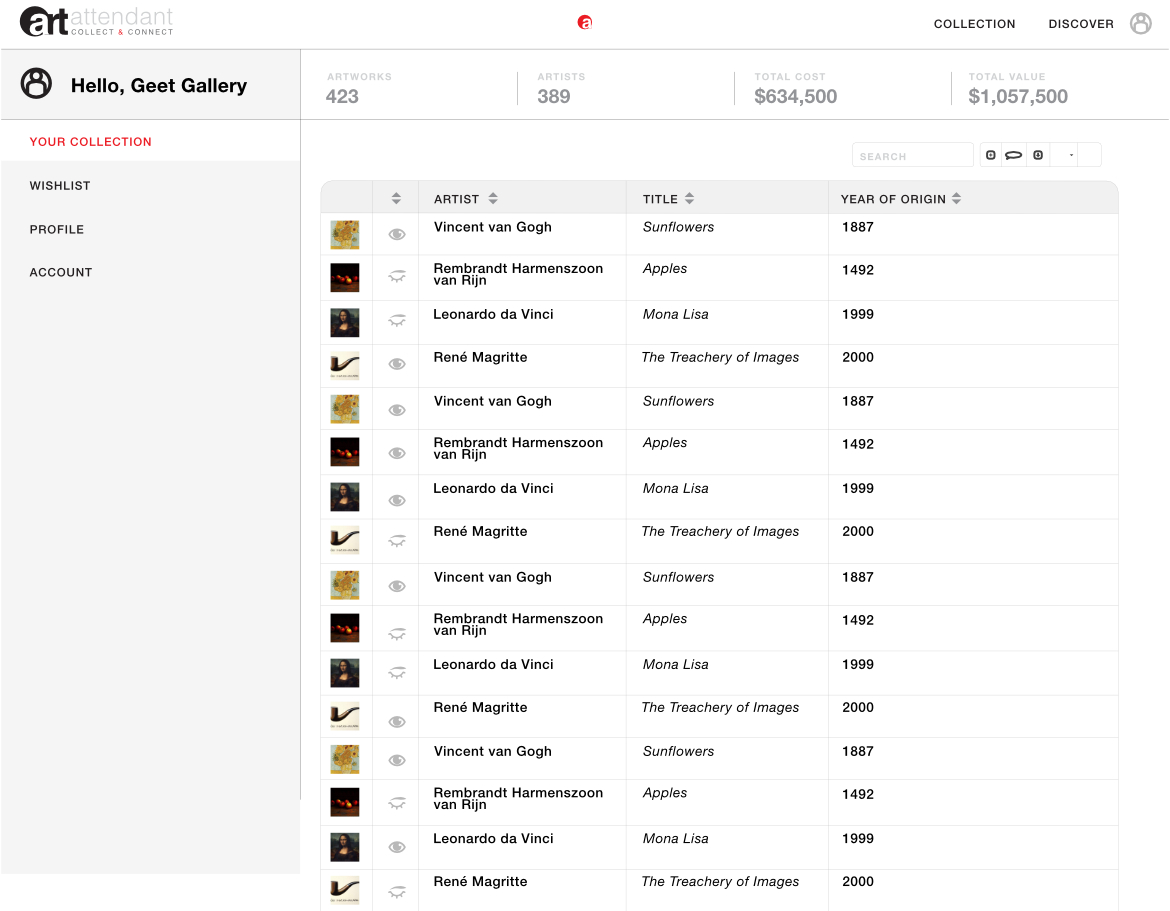 art attendant
COLLECT & CONNECT
a
COLLECTION DISCOVER
Hello, Geet Gallery
ARTWORKS ARTISTS TOTAL COST TOTAL VALUE
423 389 $634,500 $1,057,500
YOUR COLLECTION
WISHLIST
PROFILE
ACCOUNT
SEARCH
ARTIST TITLE YEAR OF ORIGIN
Vincent van Gogh Sunflowers 1887
Rembrandt Harmenszoon Apples 1492
van Rijn
Leonardo da Vinci Mona Lisa 1999
René Magritte The Treachery of Images 2000
Vincent van Gogh Sunflowers 1887
Rembrandt Harmenszoon Apples 1492
van Rijn
Leonardo da Vinci Mona Lisa 1999
René Magritte The Treachery of Images 2000
Vincent van Gogh Sunflowers 1887
Rembrandt Harmenszoon Apples 1492
van Rijn
Leonardo da Vinci Mona Lisa 1999
René Magritte The Treachery of Images 2000
Vincent van Gogh Sunflowers 1887
Rembrandt Harmenszoon Apples 1492
van Rijn
Leonardo da Vinci Mona Lisa 1999
René Magritte The Treachery of Images 2000